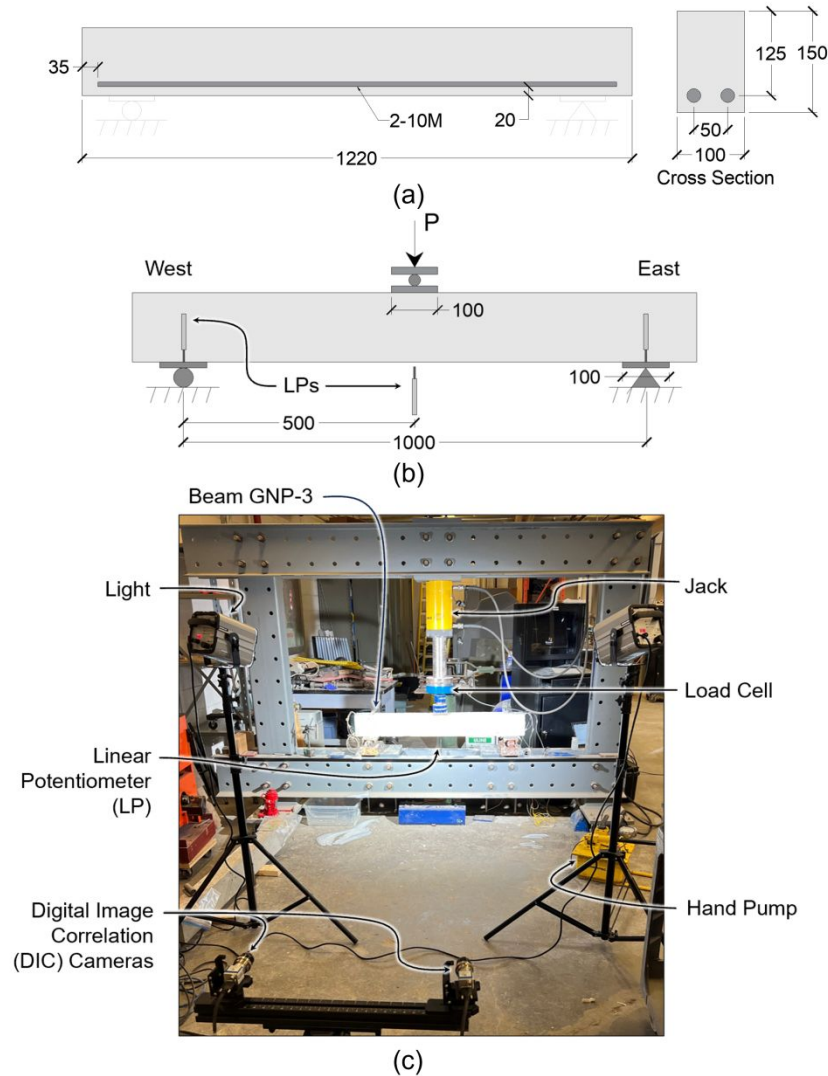 35
2-10M
20
1220
125
150
50
100
Cross Section
(a)
P
West
East
100
LPs
100
500
1000
(b)
Beam GNP-3
Light
Jack
Load Cell
Linear
Potentiometer
(LP)
Digital Image
Correlation
(DIC) Cameras
Hand Pump
(c)